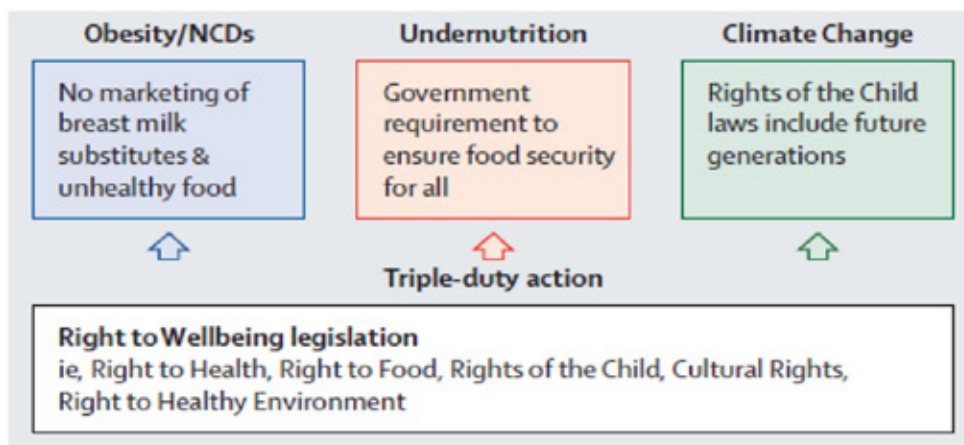 Obesity/NCDs
No marketing of
breast milk
substitutes &
unhealthy food
Undernutrition
Government
requirement to
ensure food security
for all
Climate Change
Rights of the Child
laws include future
generations
Triple-duty action
Right to Wellbeing legislation
ie, Right to Health, Right to Food, Rights of the Child, Cultural Rights,
Right to Healthy Environment